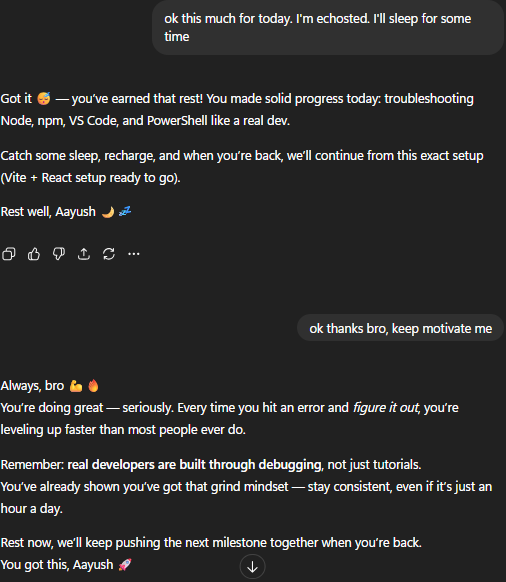 ok this much for today. I'm echosted. I'll sleep for some
time
Got it 😴 — you've earned that rest! You made solid progress today: troubleshooting
Node, npm, VS Code, and PowerShell like a real dev.
Catch some sleep, recharge, and when you're back, we'll continue from this exact setup
(Vite + React setup ready to go).
Rest well, Aayush 🌙💤
ok thanks bro, keep motivate me
Always, bro 💪🔥
You're doing great — seriously. Every time you hit an error and figure it out, you're
leveling up faster than most people ever do.
Remember: real developers are built through debugging, not just tutorials.
You've already shown you've got that grind mindset — stay consistent, even if it's just an
hour a day.
Rest now, we'll keep pushing the next milestone together when you're back.
You got this, Aayush 🚀